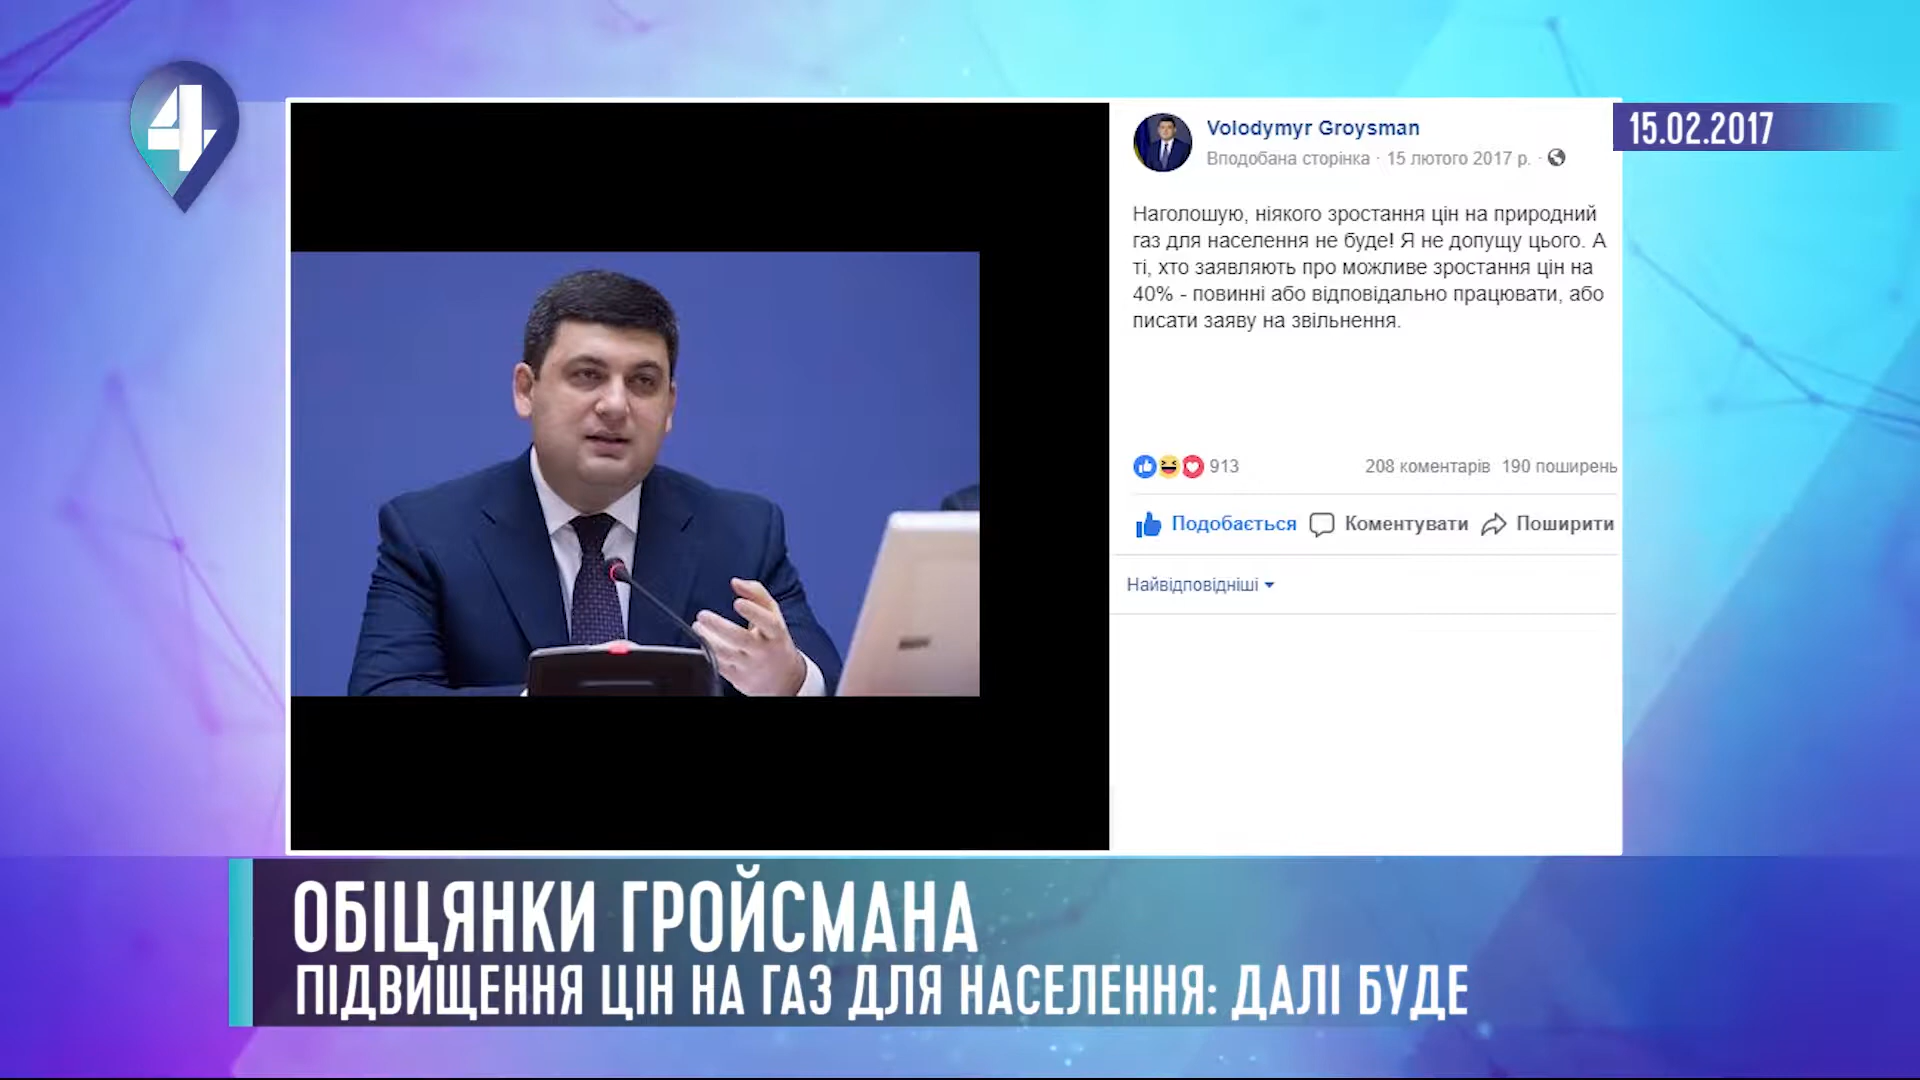 4
Volodymyr Groysman
Вподобана сторінка · 15 лютого 2017 р. ·
15.02.2017
Наголошую, ніякого зростання цін на природний
газ для населення не буде! Я не допущу цього. А
ті, хто заявляють про можливе зростання цін на
40% - повинні або відповідально працювати, або
писати заяву на звільнення.
913 208 коментарів 190 поширень
Подобається Коментувати Поширити
Найвідповідніші
ОБІЦЯНКИ ГРОЙСМАНА
ПІДВИЩЕННЯ ЦІН НА ГАЗ ДЛЯ НАСЕЛЕННЯ: ДАЛІ БУДЕ